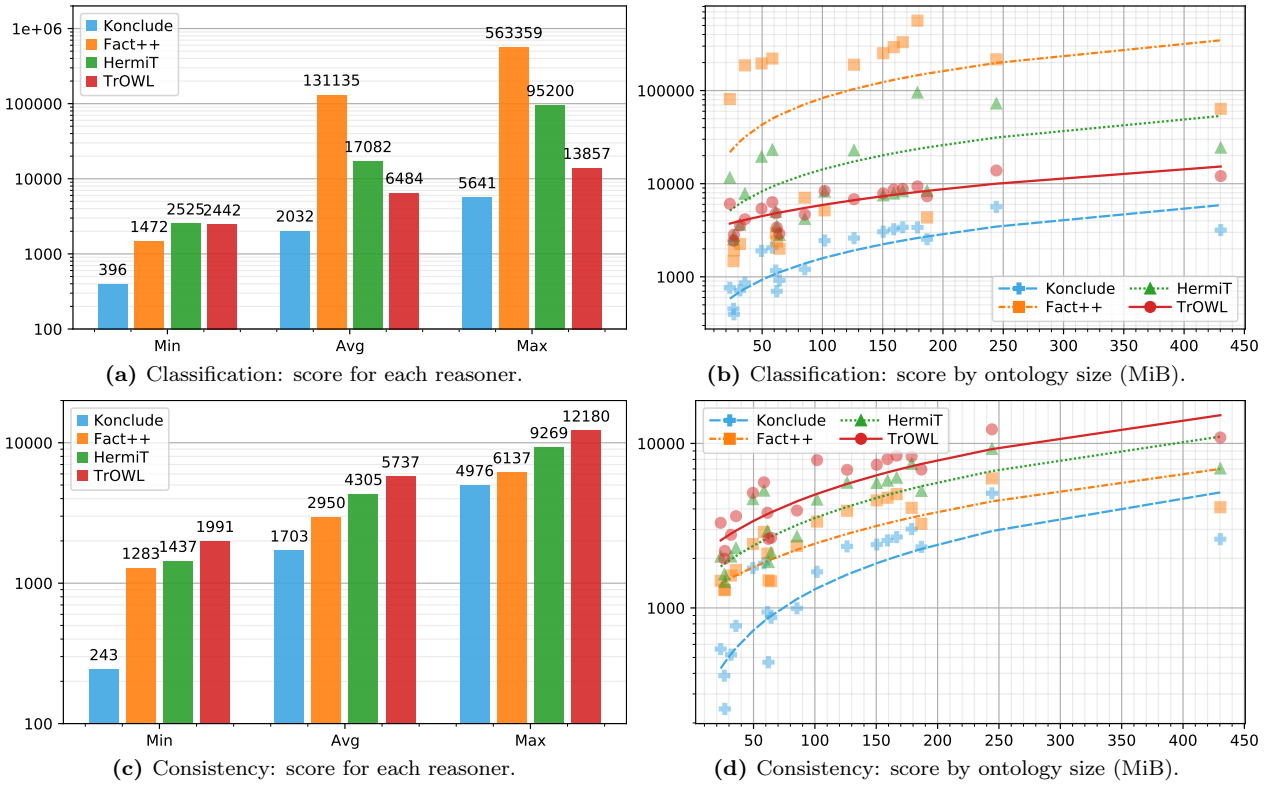 1e+06
100000
10000
1000
100
Konclude
Fact++
HermiT
TrOWL
396
1472
2525
2442
2032
131135
17082
6484
5641
563359
95200
13857
Min
Avg
Max
(a) Classification: score for each reasoner.
100000
10000
1000
Konclude
Fact++
HermiT
TrOWL
50
100
150
200
250
300
350
400
450
(b) Classification: score by ontology size (MiB).
10000
1000
100
Konclude
Fact++
HermiT
TrOWL
243
1283
1437
1991
1703
2950
4305
5737
4976
6137
9269
12180
Min
Avg
Max
(c) Consistency: score for each reasoner.
10000
1000
Konclude
Fact++
HermiT
TrOWL
50
100
150
200
250
300
350
400
450
(d) Consistency: score by ontology size (MiB).